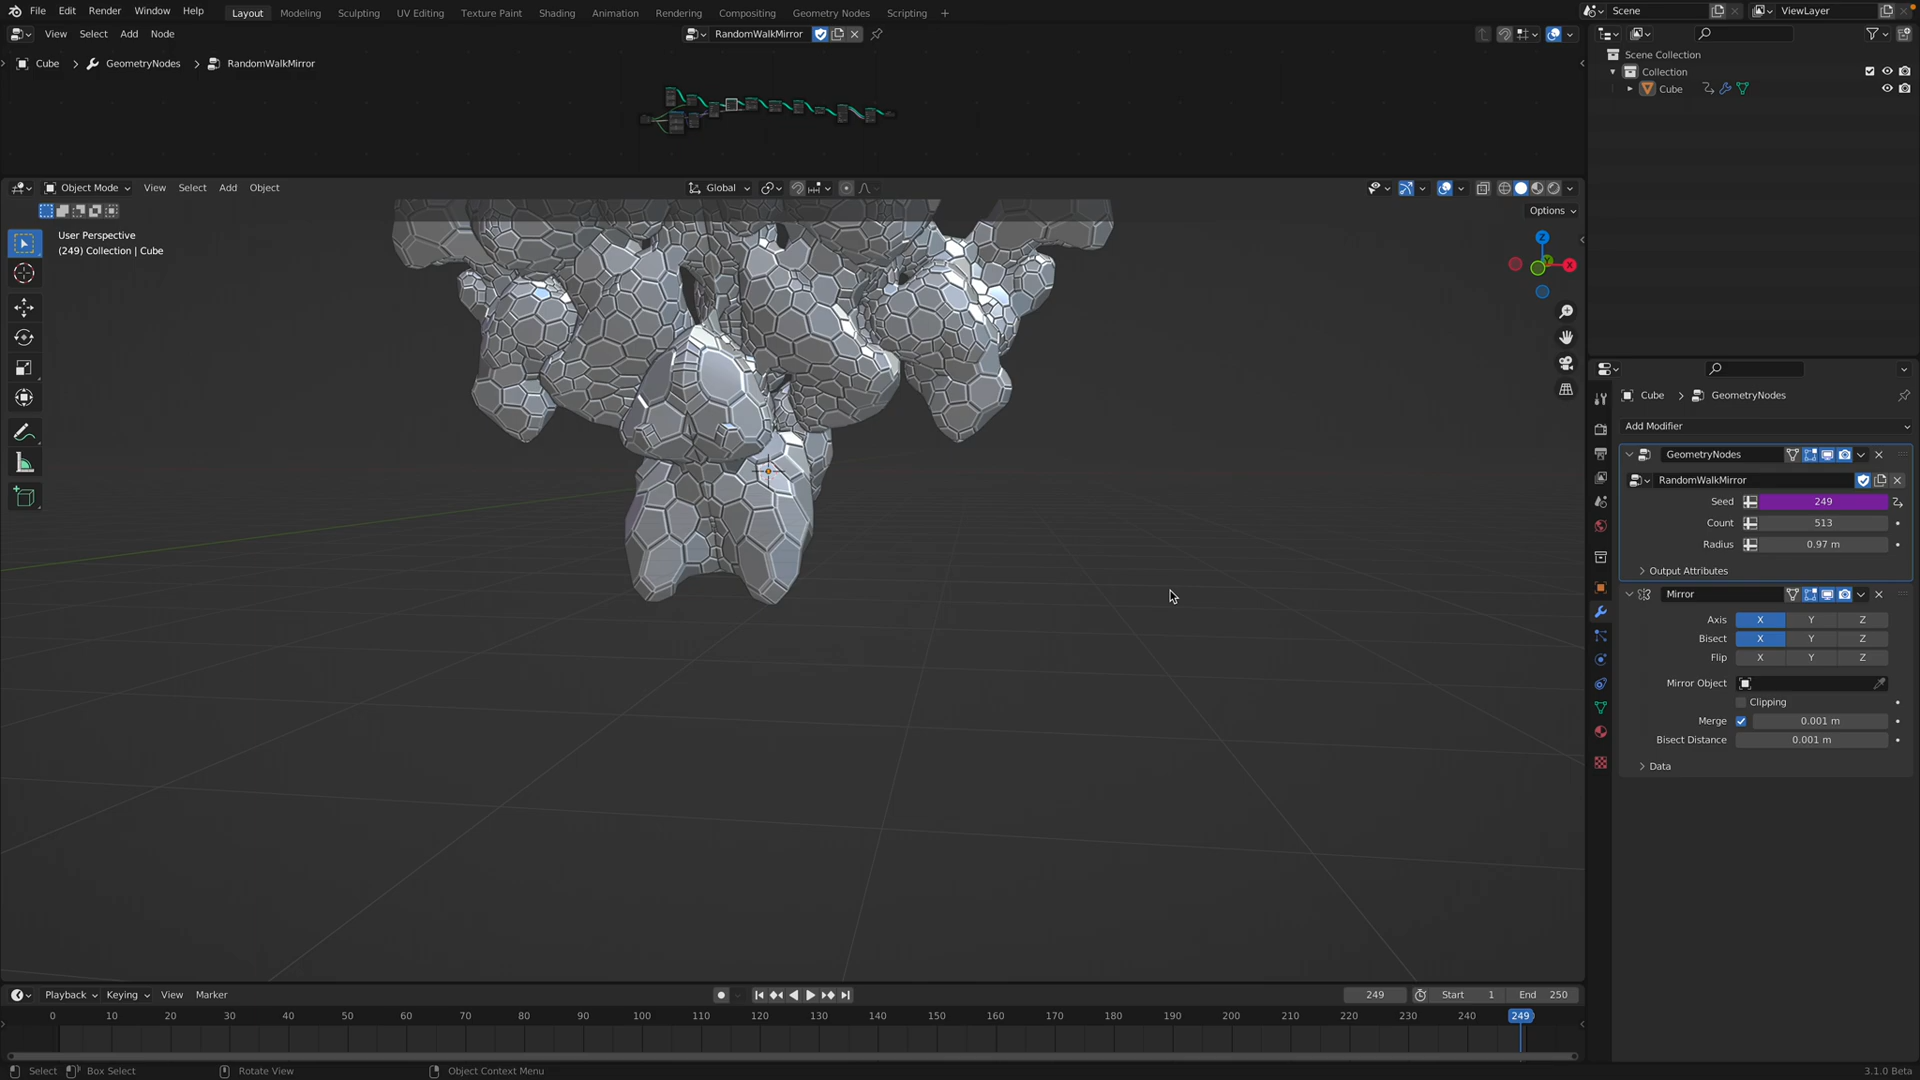 File Edit Render Window Help Layout Modeling Sculpting UV Editing Texture Paint Shading Animation Rendering Compositing Geometry Nodes Scripting + Scene ViewLayer
View Select Add Node RandomWalkMirror
Cube > GeometryNodes > RandomWalkMirror
Scene Collection
Collection
Cube
Object Mode View Select Add Object Global
Options
User Perspective
(249) Collection | Cube
Z
X
Cube > GeometryNodes
Add Modifier
GeometryNodes
RandomWalkMirror
Seed 249
Count 513
Radius 0.97 m
Output Attributes
Mirror
Axis X Y Z
Bisect X Y Z
Flip X Y Z
Mirror Object
Clipping
Merge 0.001 m
Bisect Distance 0.001 m
Data
Playback Keying View Marker 249 Start 1 End 250
0 10 20 30 40 50 60 70 80 90 100 110 120 130 140 150 160 170 180 190 200 210 220 230 240 249
Select Box Select Rotate View Object Context Menu 3.1.0 Beta